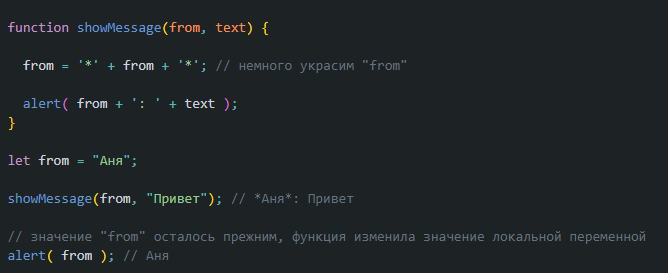 function showMessage(from, text) {
from = '*' + from + '*'; // немного украсим "from"
alert( from + ': ' + text );
}
let from = "Аня";
showMessage(from, "Привет"); // *Аня*: Привет
// значение "from" осталось прежним, функция изменила значение локальной переменной
alert( from ); // Аня